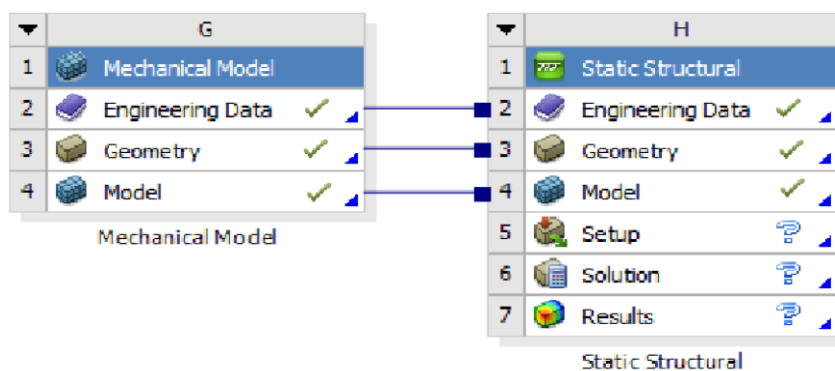 G
1 Mechanical Model
2 Engineering Data
3 Geometry
4 Model
Mechanical Model
H
1 Static Structural
2 Engineering Data
3 Geometry
4 Model
5 Setup
6 Solution
7 Results
Static Structural